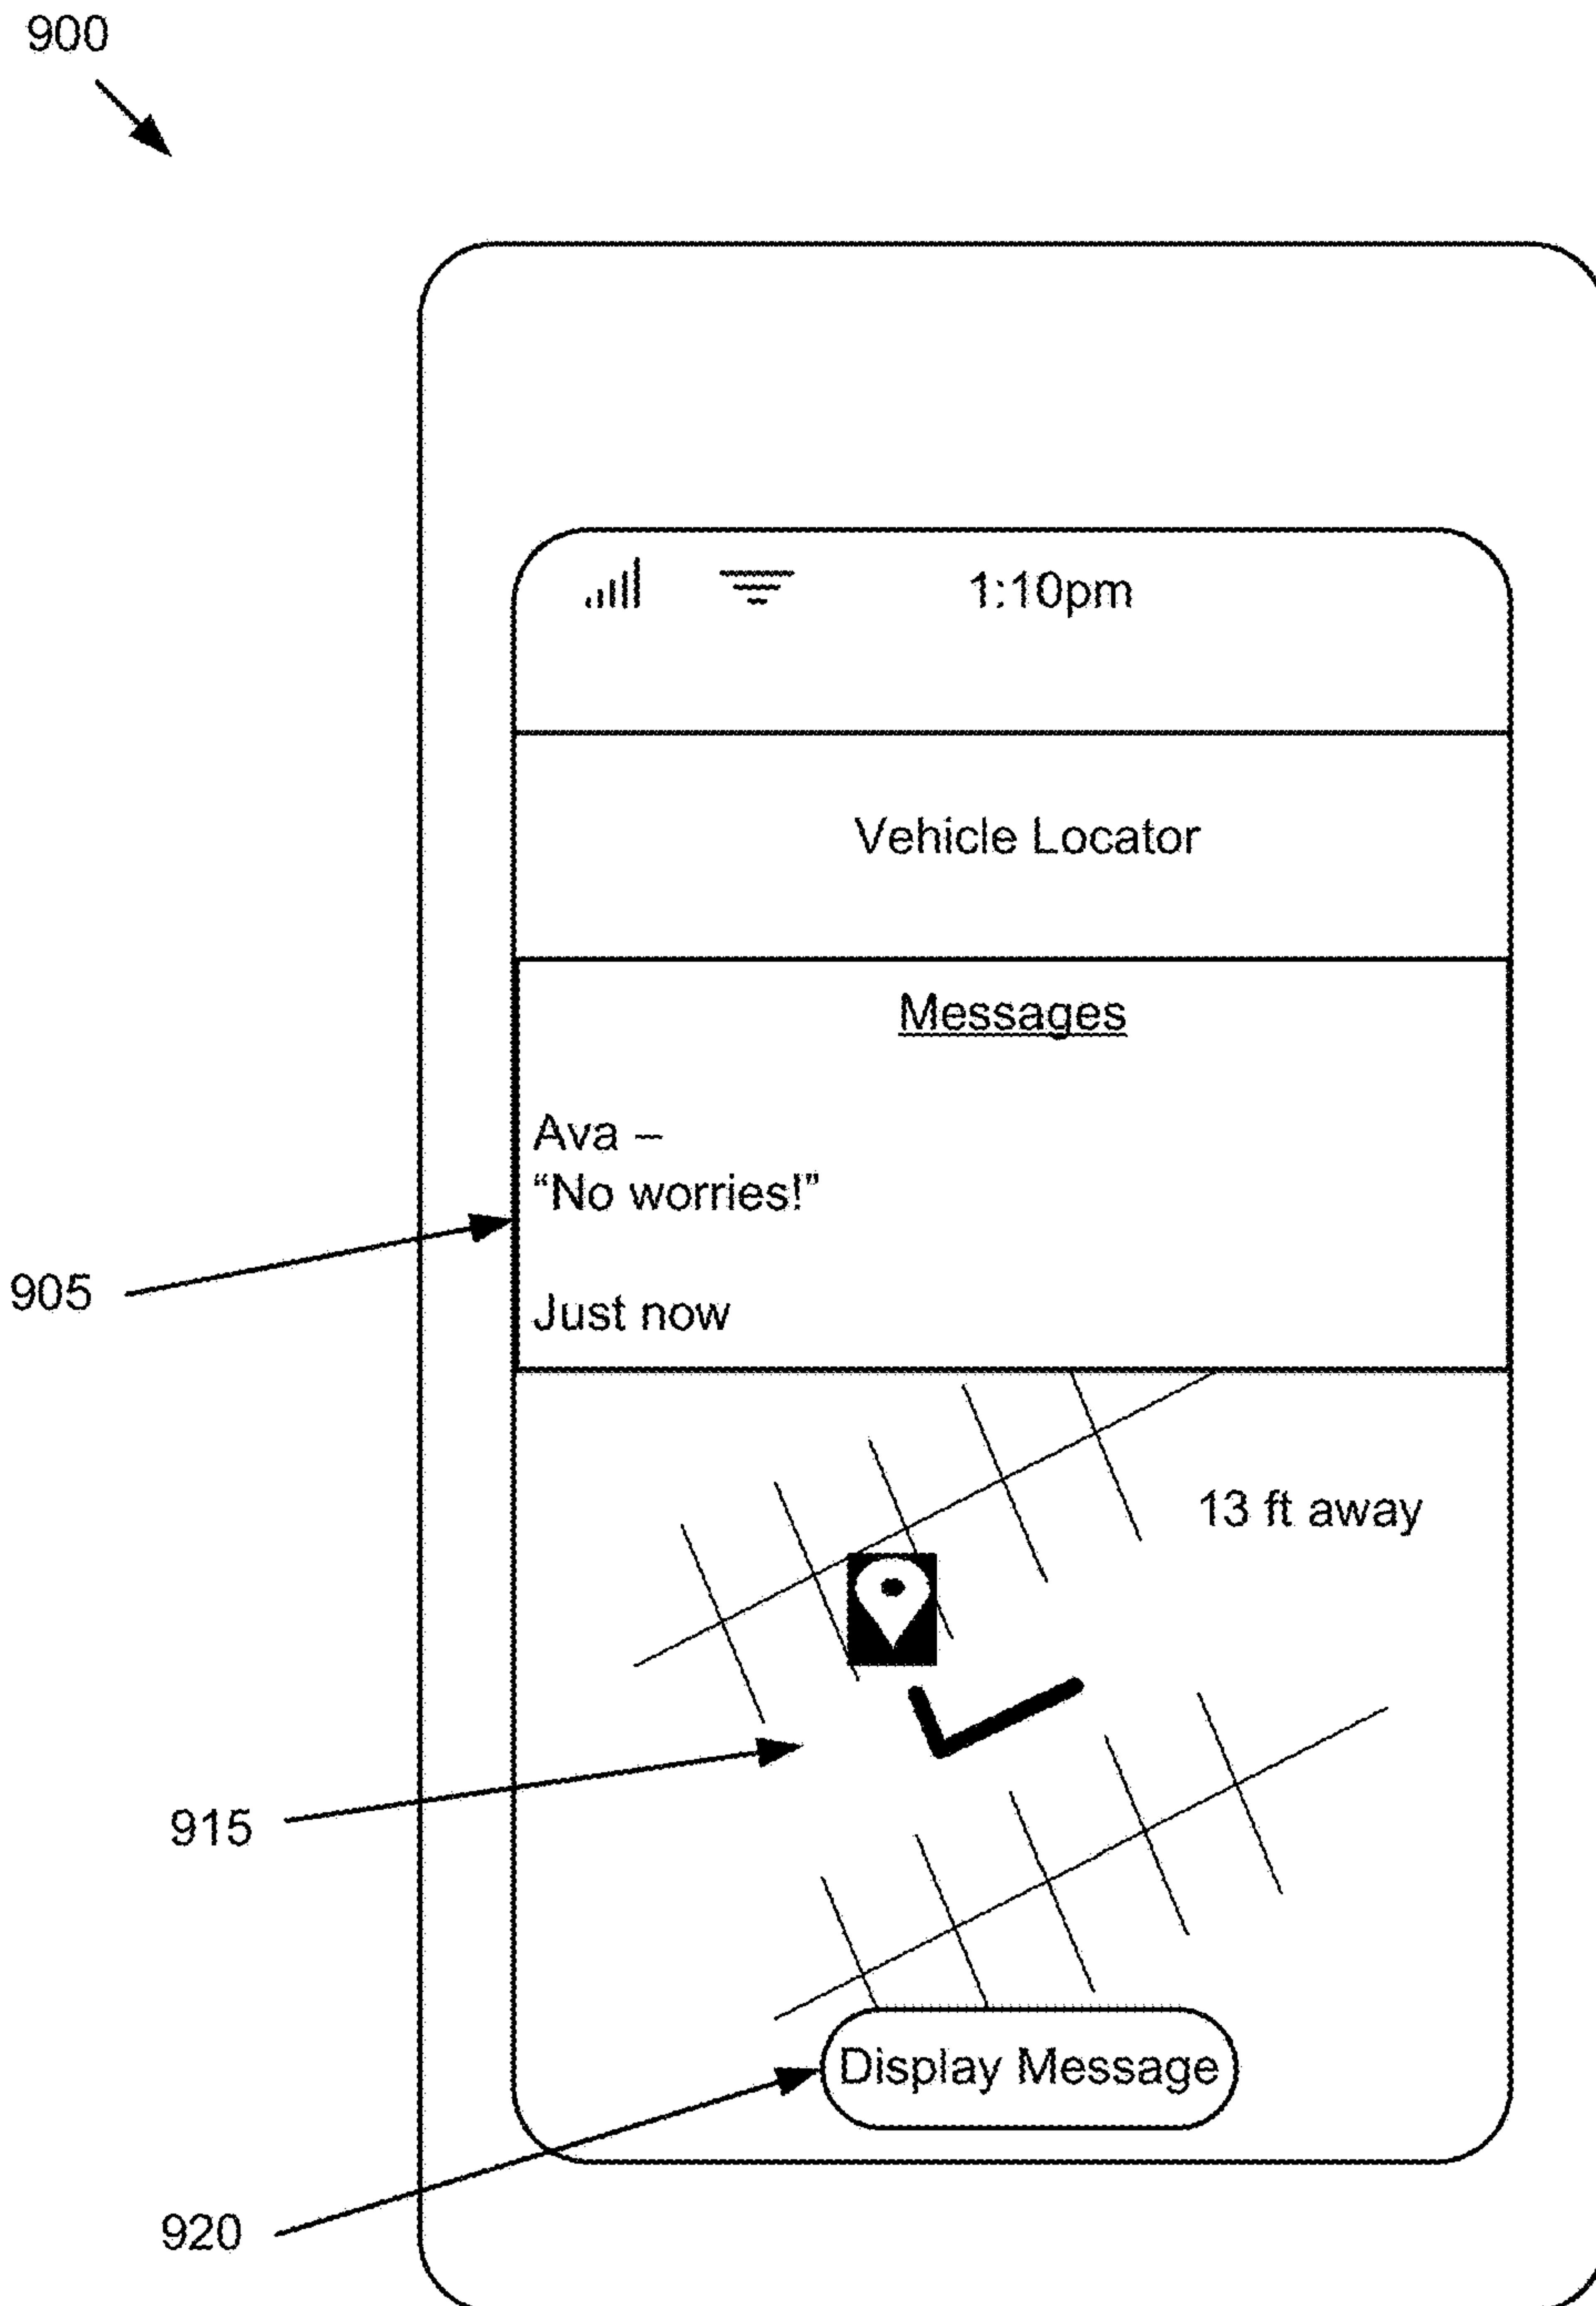 900
1:10pm
Vehicle Locator
Messages
Ava –
“No worries!”
905
Just now
13 ft away
915
Display Message
920